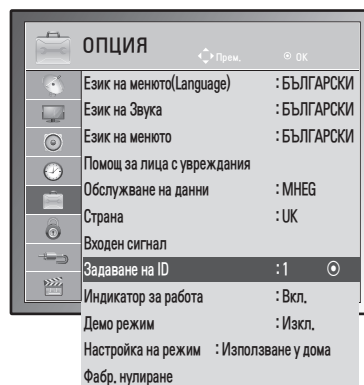 ОПЦИЯ
Прем. OK
Език на менюто(Language) : БЪЛГАРСКИ
Език на Звука : БЪЛГАРСКИ
Език на менюто : БЪЛГАРСКИ
Помощ за лица с увреждания
Обслужване на данни : MHEG
Страна : UK
Входен сигнал
Задаване на ID : 1
Индикатор за работа : Вкл.
Демо режим : Изкл.
Настройка на режим : Използване у дома
Фабр. нулиране